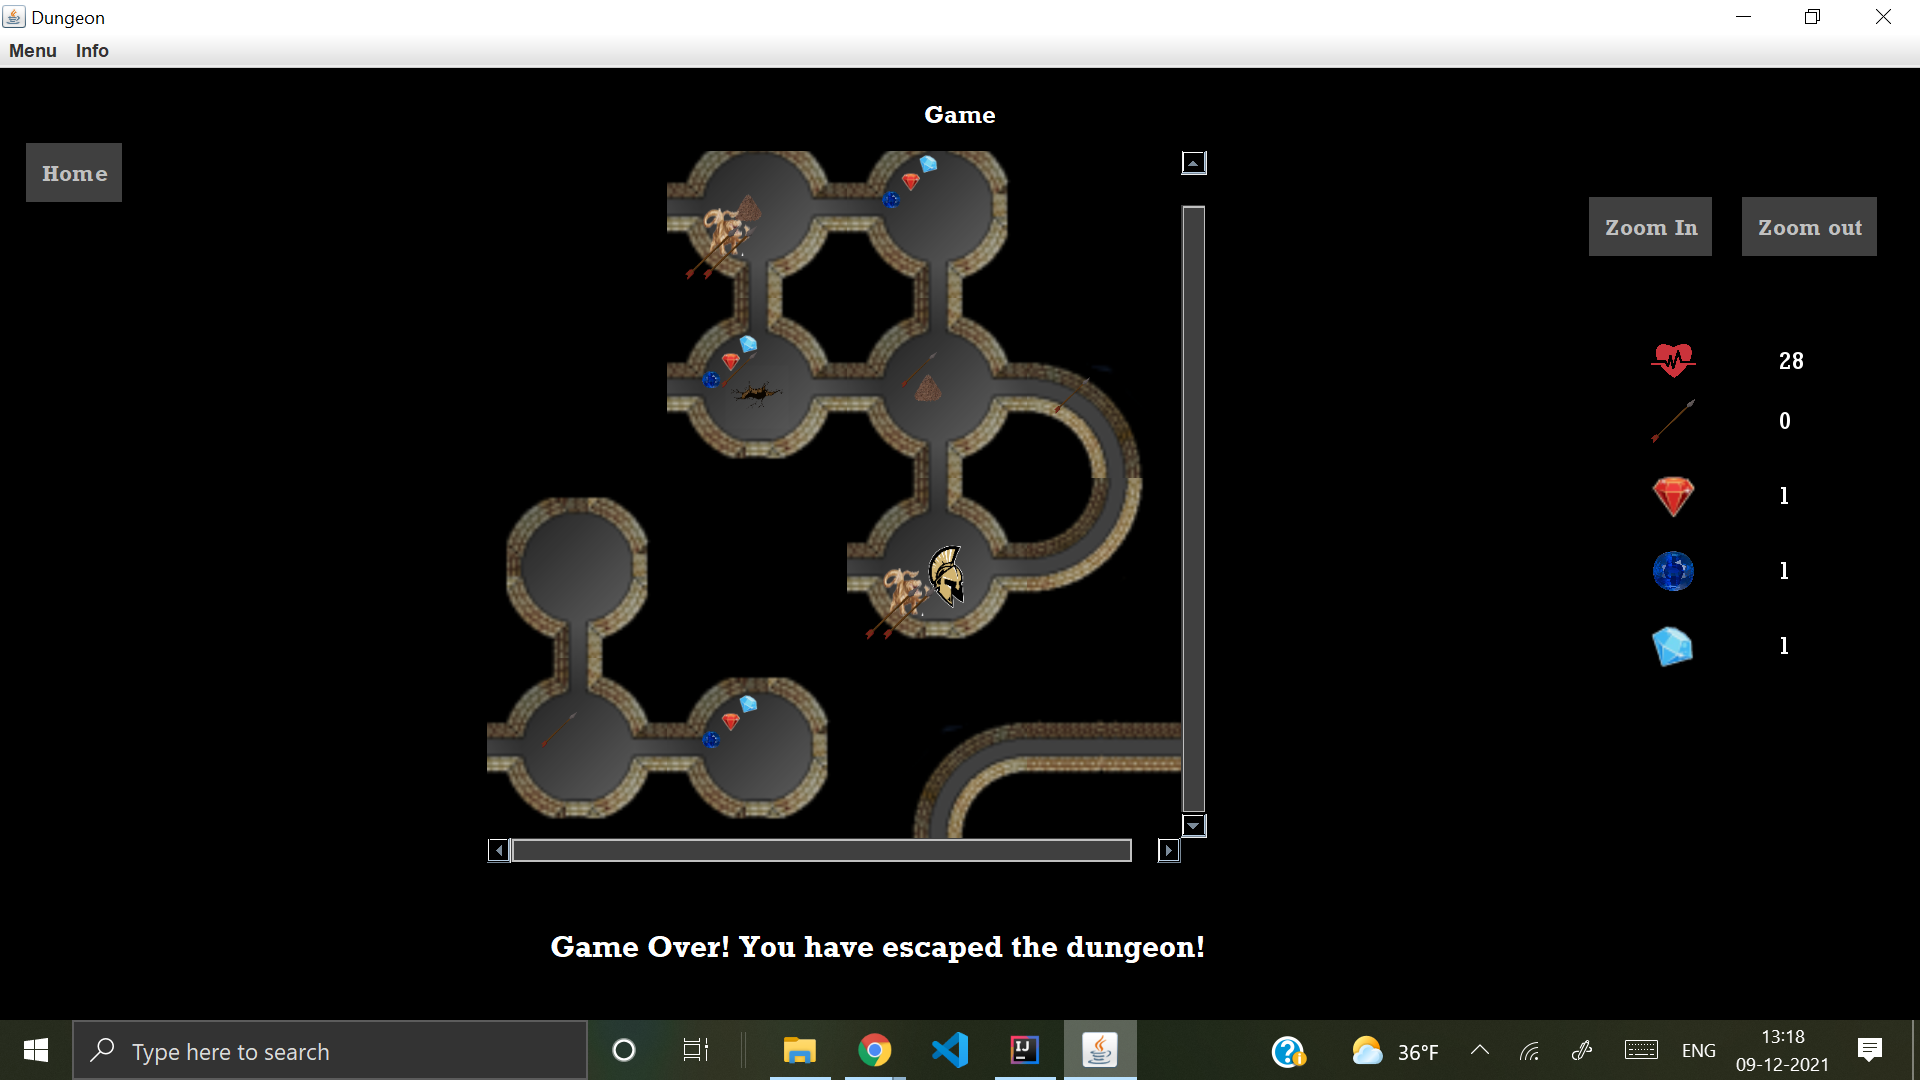 Dungeon
Menu Info
Game
Home
Zoom In Zoom out
28
0
1
1
1
Game Over! You have escaped the dungeon!
Type here to search
IJ
36°F
ENG
13:18
09-12-2021